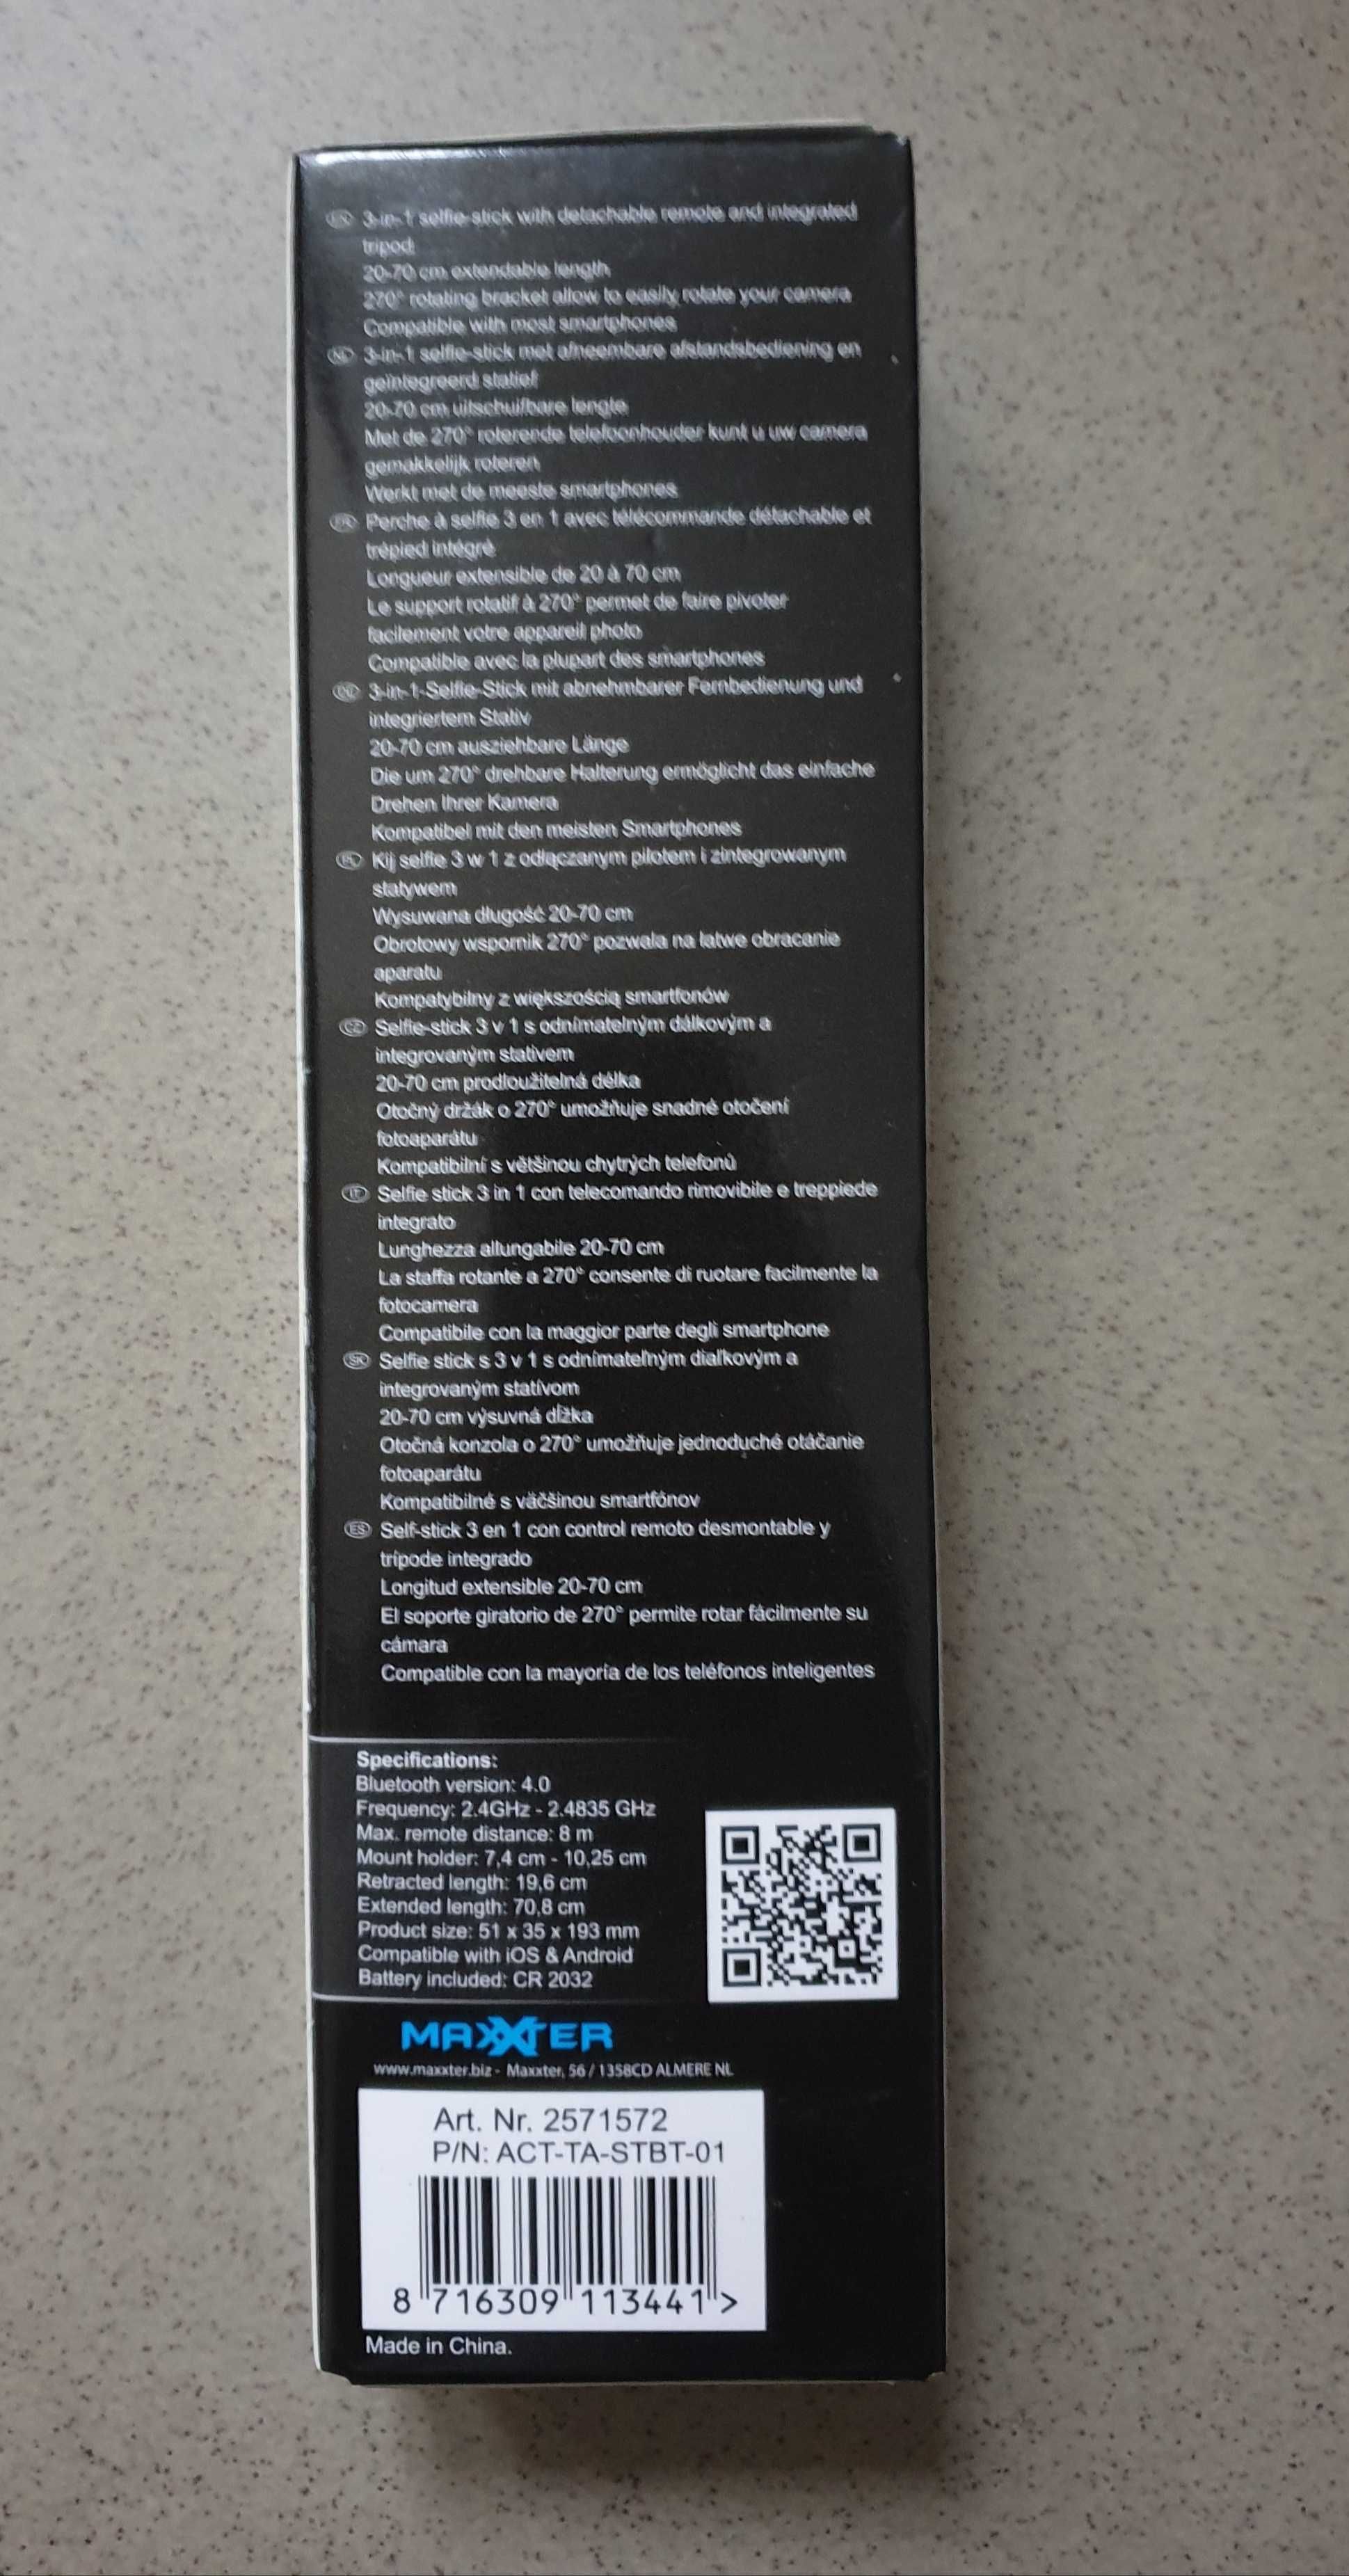 EN 3-in-1 selfie-stick with detachable remote and integrated
tripod
20-70 cm extendable length
270° rotating bracket allow to easily rotate your camera
Compatible with most smartphones
NL 3-in-1 selfie-stick met afneembare afstandsbediening en
geïntegreerd statief
20-70 cm uitschuifbare lengte
Met de 270° roterende telefoonhouder kunt u uw camera
gemakkelijk roteren
Werkt met de meeste smartphones
FR Perche à selfie 3 en 1 avec télécommande détachable et
trépied intégré
Longueur extensible de 20 à 70 cm
Le support rotatif à 270° permet de faire pivoter
facilement votre appareil photo
Compatible avec la plupart des smartphones
DE 3-in-1-Selfie-Stick mit abnehmbarer Fernbedienung und
integriertem Stativ
20-70 cm ausziehbare Länge
Die um 270° drehbare Halterung ermöglicht das einfache
Drehen Ihrer Kamera
Kompatibel mit den meisten Smartphones
PL Kij selfie 3 w 1 z odłączanym pilotem i zintegrowanym
statywem
Wysuwana długość 20-70 cm
Obrotowy wspornik 270° pozwala na łatwe obracanie
aparatu
Kompatybilny z większością smartfonów
CZ Selfie-stick 3 v 1 s odnímatelným dálkovým a
integrovaným stativem
20-70 cm prodloužitelná délka
Otočný držák o 270° umožňuje snadné otočení
fotoaparátu
Kompatibilní s většinou chytrých telefonů
IT Selfie stick 3 in 1 con telecomando rimovibile e treppiede
integrato
Lunghezza allungabile 20-70 cm
La staffa rotante a 270° consente di ruotare facilmente la
fotocamera
Compatibile con la maggior parte degli smartphone
SK Selfie stick s 3 v 1 s odnímateľným diaľkovým a
integrovaným statívom
20-70 cm výsuvná dĺžka
Otočná konzola o 270° umožňuje jednoduché otáčanie
fotoaparátu
Kompatibilné s väčšinou smartfónov
ES Self-stick 3 en 1 con control remoto desmontable y
trípode integrado
Longitud extensible 20-70 cm
El soporte giratorio de 270° permite rotar fácilmente su
cámara
Compatible con la mayoría de los teléfonos inteligentes
Specifications:
Bluetooth version: 4.0
Frequency: 2.4GHz - 2.4835 GHz
Max. remote distance: 8 m
Mount holder: 7,4 cm - 10,25 cm
Retracted length: 19,6 cm
Extended length: 70,8 cm
Product size: 51 x 35 x 193 mm
Compatible with iOS & Android
Battery included: CR 2032
MAXXTER
www.maxxter.biz - Maxxter, 56 / 1358CD ALMERE NL
Art. Nr. 2571572
P/N: ACT-TA-STBT-01
8 716309 113441 >
Made in China.